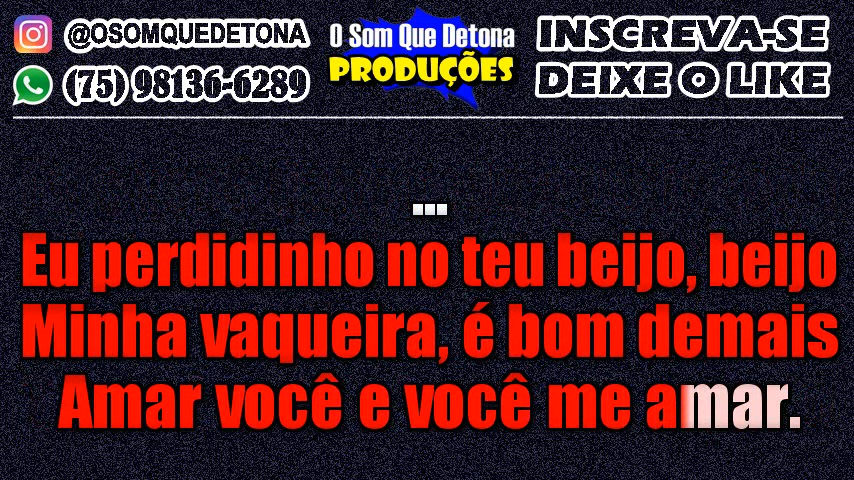 @OSOMQUEDETONA
(75) 98136-6289
O Som Que Detona
PRODUÇÕES
INSCREVA-SE
DEIXE O LIKE
...
Eu perdidinho no teu beijo, beijo
Minha vaqueira, é bom demais
Amar você e você me amar.